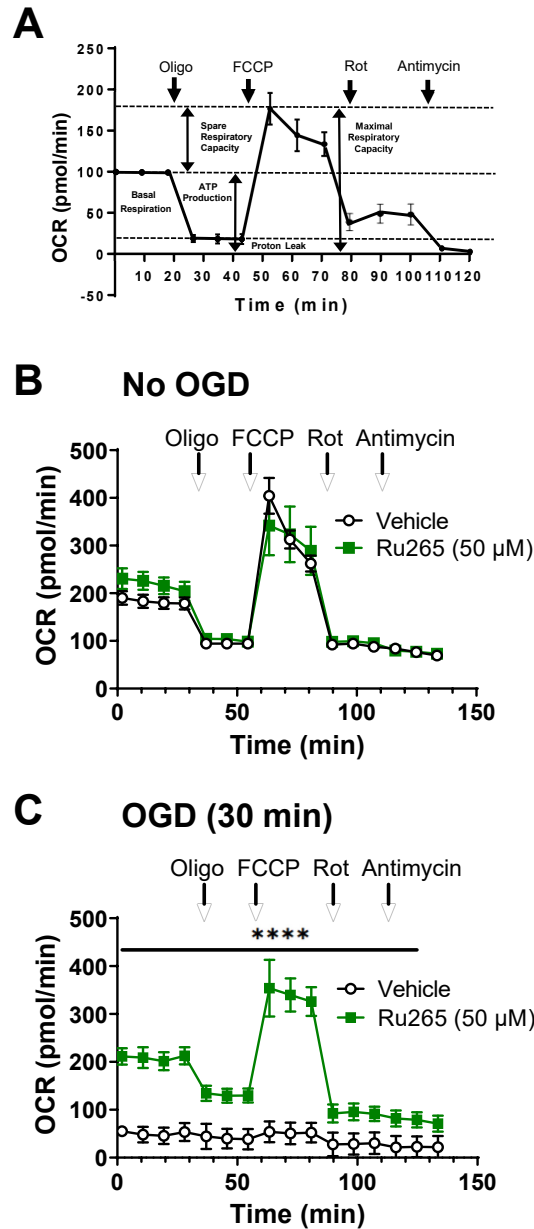 A
Oligo FCCP Rot Antimycin
250
200
150
100
50
0
-50
OCR (pmol/min)
Spare
Respiratory
Capacity
Maximal
Respiratory
Capacity
Basal
Respiration
ATP
Production
Proton Leak
10 20 30 40 50 60 70 80 90 100 110 120
Time (min)
B No OGD
Oligo FCCP Rot Antimycin
500
400
300
200
100
0
OCR (pmol/min)
Vehicle
Ru265 (50 µM)
0 50 100 150
Time (min)
C OGD (30 min)
Oligo FCCP Rot Antimycin
****
500
400
300
200
100
0
OCR (pmol/min)
Vehicle
Ru265 (50 µM)
0 50 100 150
Time (min)